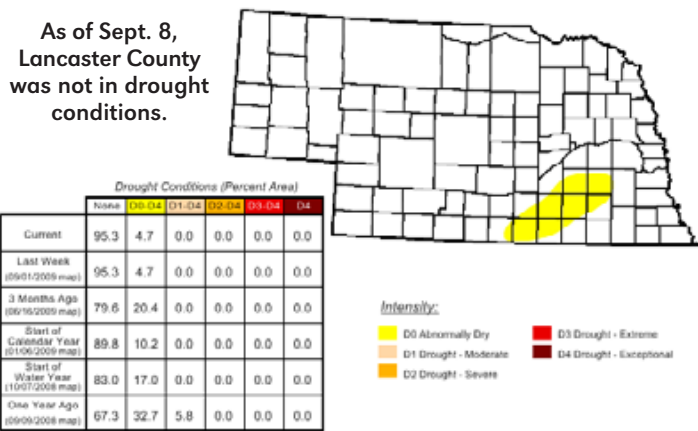 As of Sept. 8,
Lancaster County
was not in drought
conditions.
Drought Conditions (Percent Area)
None D0-D4 D1-D4 D2-D4 D3-D4 D4
Current 95.3 4.7 0.0 0.0 0.0 0.0
Last Week
(09/01/2009 map) 95.3 4.7 0.0 0.0 0.0 0.0
3 Months Ago
(06/16/2009 map) 79.6 20.4 0.0 0.0 0.0 0.0
Start of
Calendar Year
(01/06/2009 map) 89.8 10.2 0.0 0.0 0.0 0.0
Start of
Water Year
(10/07/2008 map) 83.0 17.0 0.0 0.0 0.0 0.0
One Year Ago
(09/09/2008 map) 67.3 32.7 5.8 0.0 0.0 0.0
Intensity:
D0 Abnormally Dry
D1 Drought - Moderate
D2 Drought - Severe
D3 Drought - Extreme
D4 Drought - Exceptional